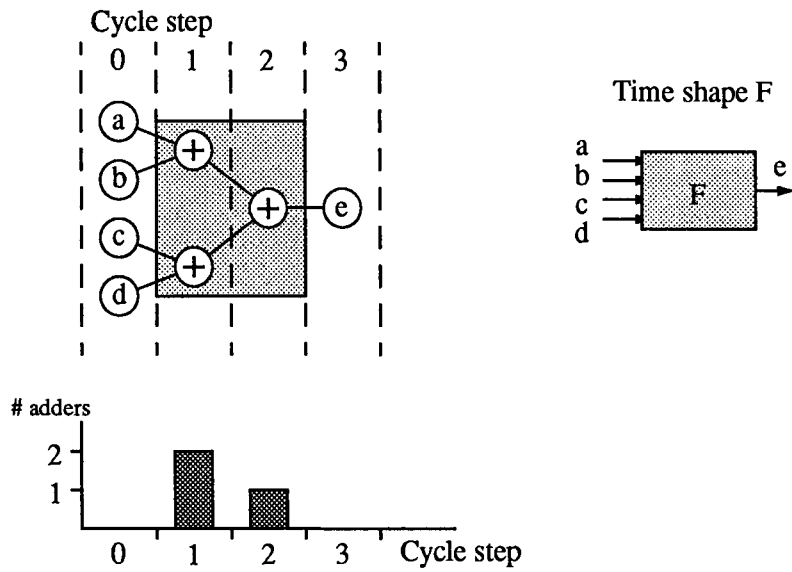 Cycle step
0 1 2 3
Time shape F
a
b
c
d
+
+
+
e
a
b
c
d
F
e
# adders
2
1
0 1 2 3 Cycle step